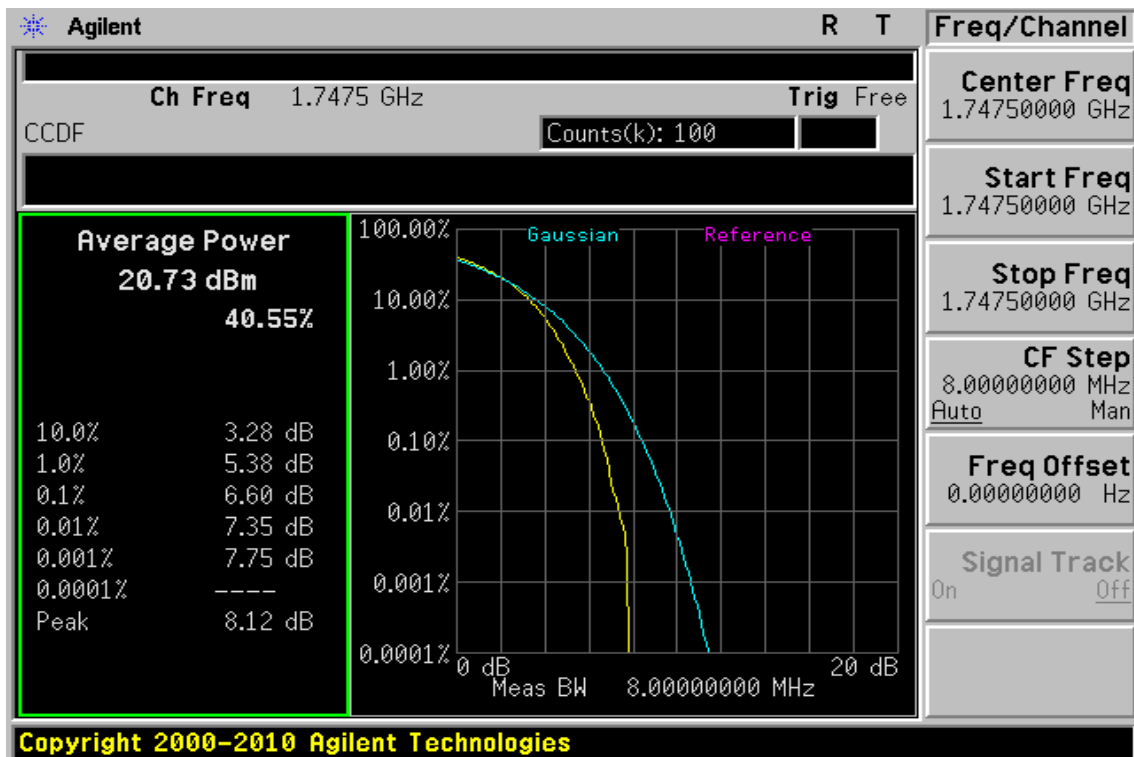 Agilent R T
Ch Freq 1.7475 GHz Trig Free
CCDF Counts(k): 100
Average Power
20.73 dBm
40.55%
10.0% 3.28 dB
1.0% 5.38 dB
0.1% 6.60 dB
0.01% 7.35 dB
0.001% 7.75 dB
0.0001% ----
Peak 8.12 dB
Gaussian Reference
100.00%
10.00%
1.00%
0.10%
0.01%
0.001%
0.0001%
0 dB 20 dB
Meas BW 8.00000000 MHz
Freq/Channel
Center Freq
1.74750000 GHz
Start Freq
1.74750000 GHz
Stop Freq
1.74750000 GHz
CF Step
8.00000000 MHz
Auto Man
Freq Offset
0.00000000 Hz
Signal Track
On Off
Copyright 2000-2010 Agilent Technologies